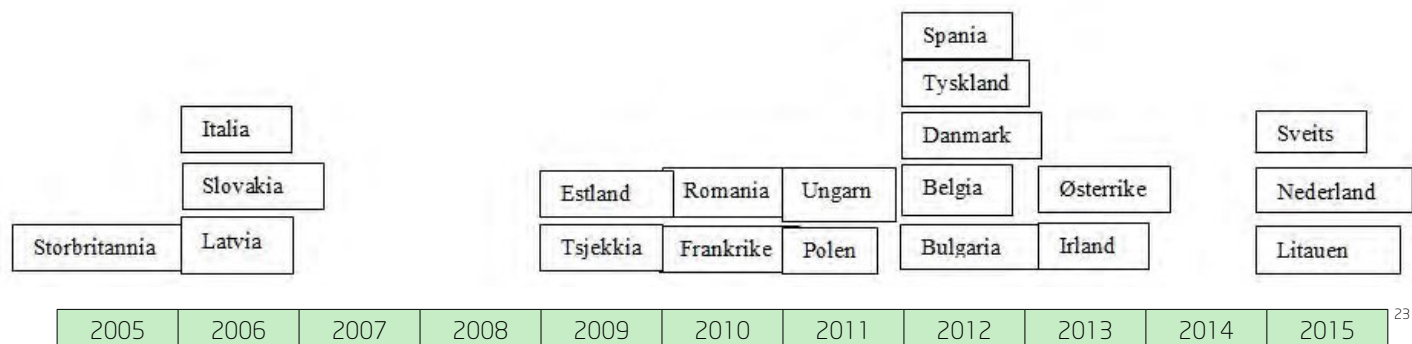 Spania
Tyskland
Italia
Danmark
Sveits
Slovakia
Estland
Romania
Ungarn
Belgia
Østerrike
Nederland
Storbritannia
Latvia
Tsjekkia
Frankrike
Polen
Bulgaria
Irland
Litauen
2005 2006 2007 2008 2009 2010 2011 2012 2013 2014 2015 23